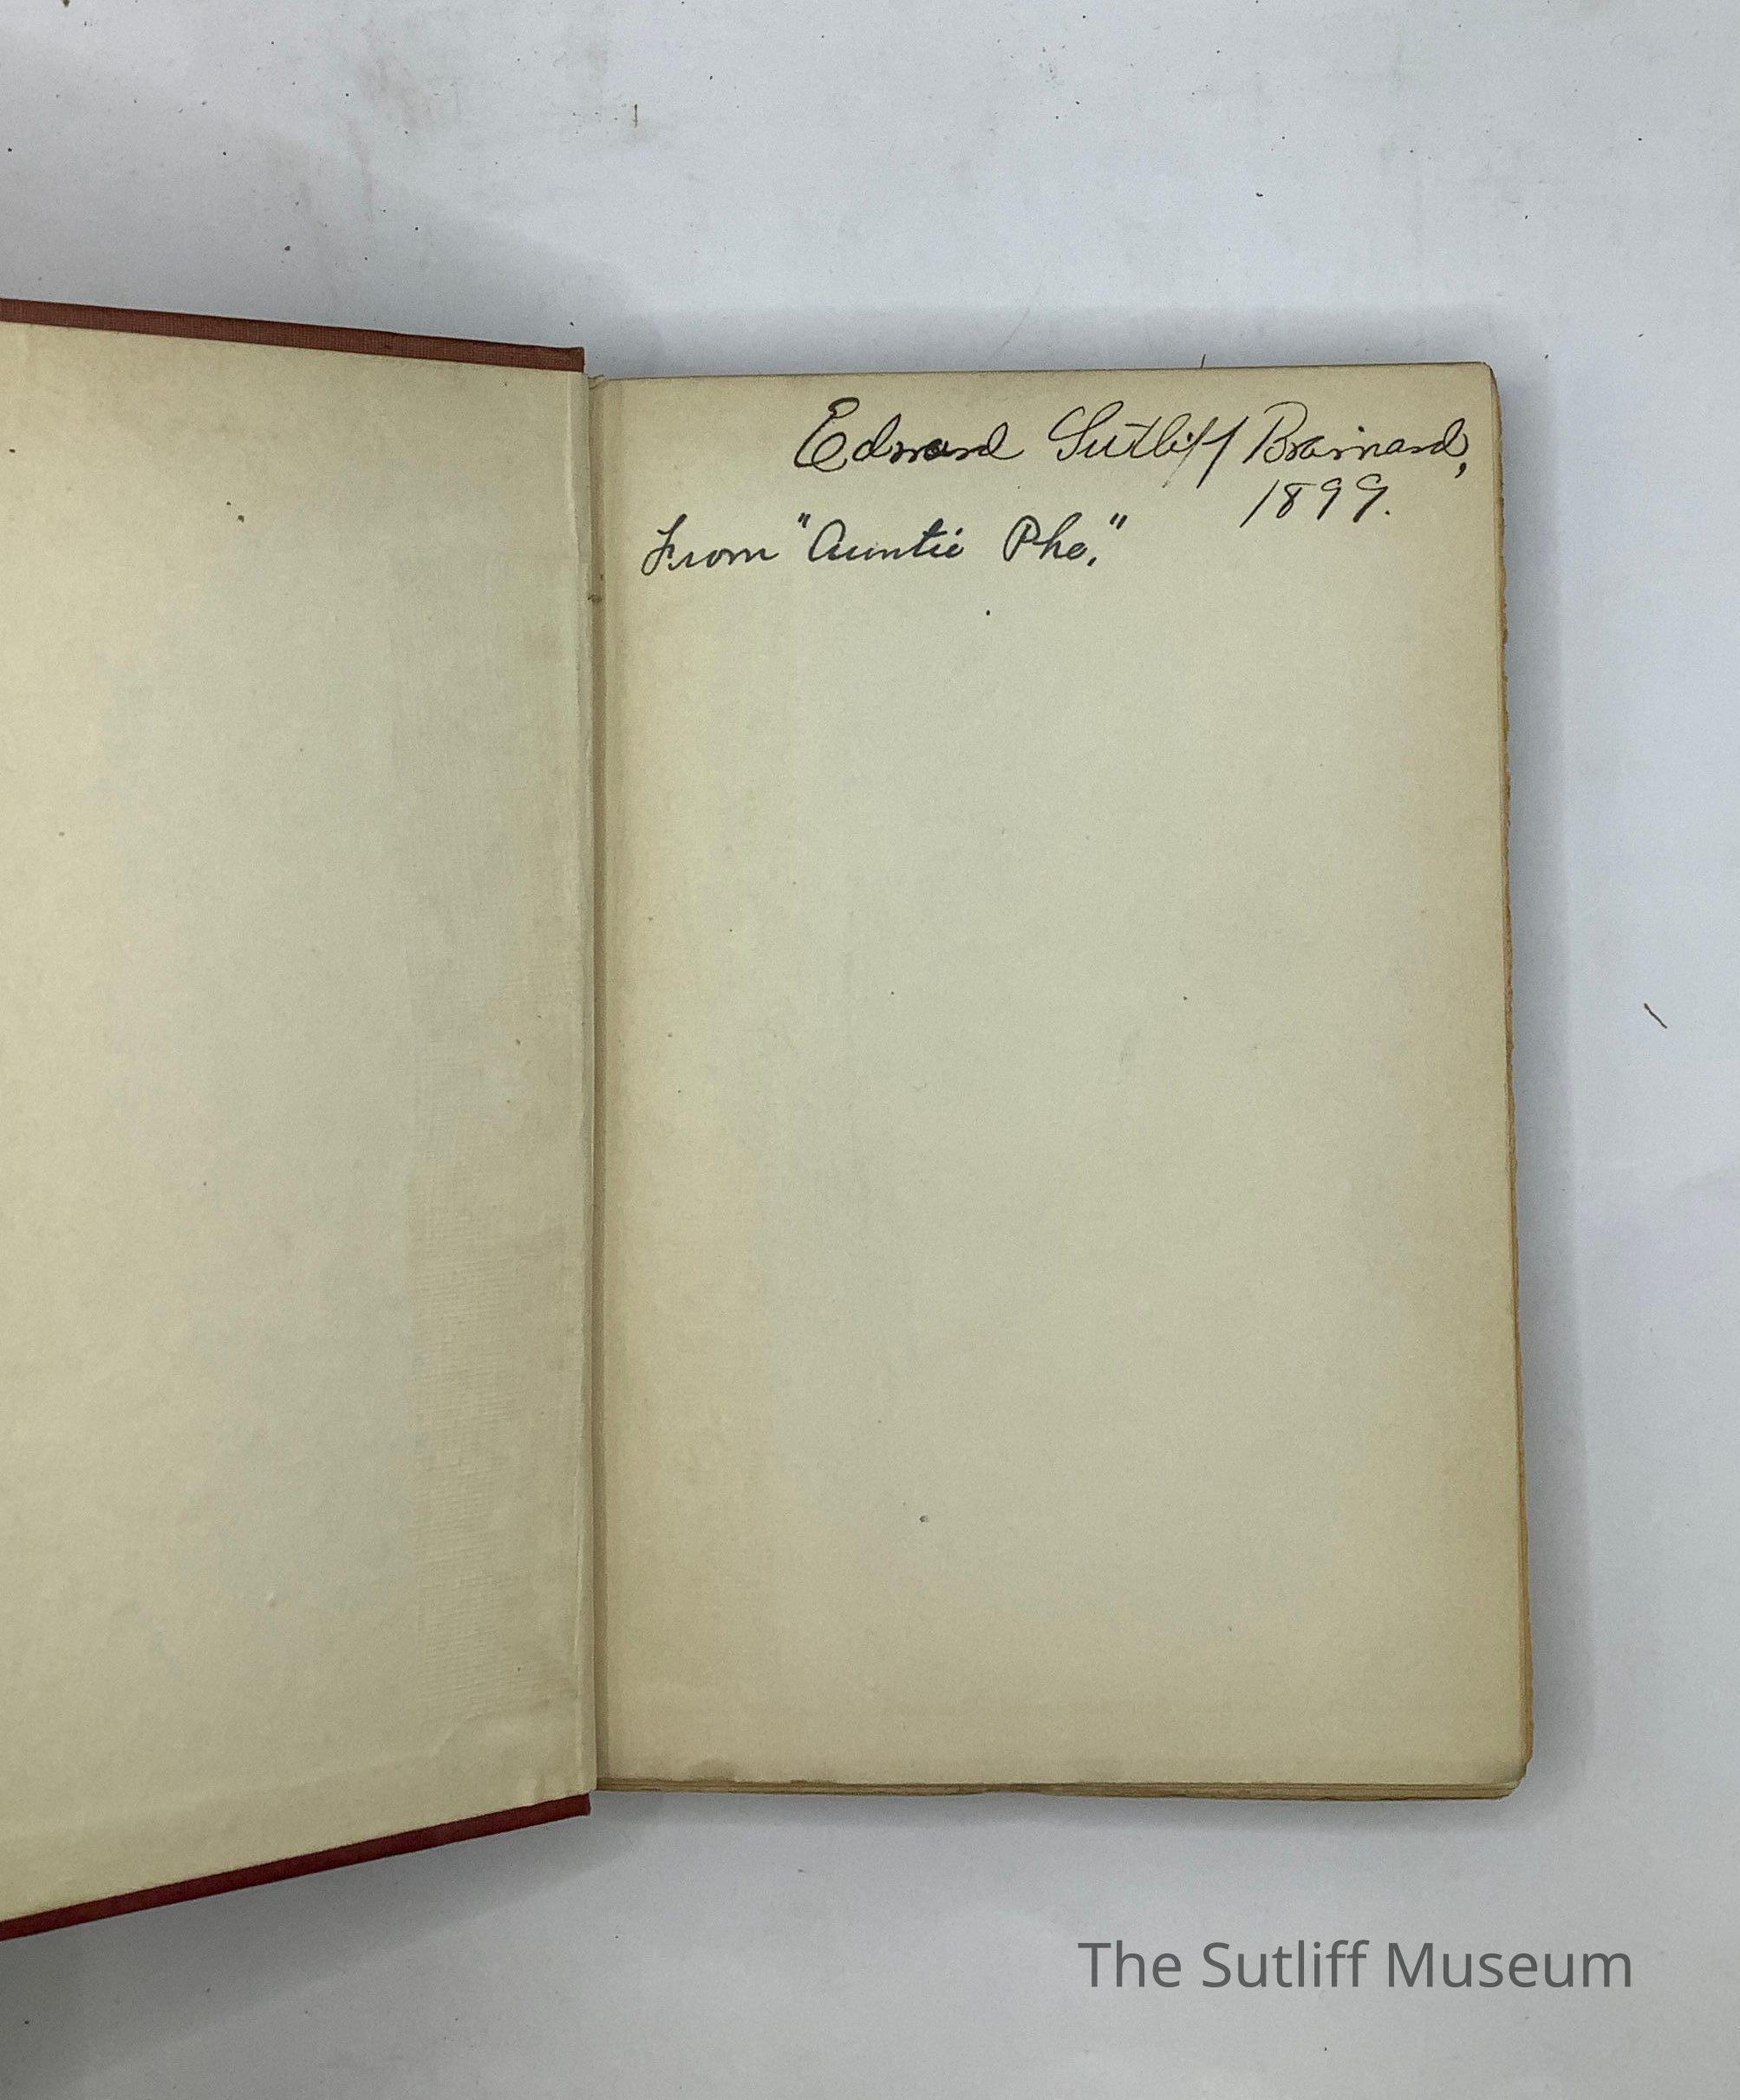 Edward Sutliff Brainard,
1899.
From "Auntie Phe."
The Sutliff Museum